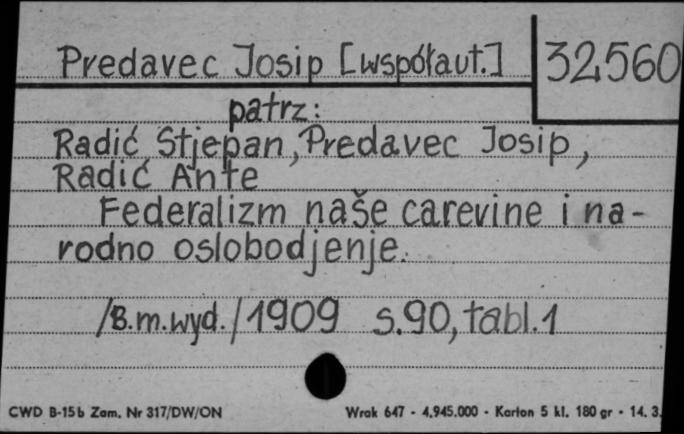 Predavec Josip [współaut.]
32560
patrz:
Radić Stjepan, Predavec Josip,
Radić Ante
Federalizm naše carevine i na-
rodno oslobodjenje.
/B.m.wyd./1909 s.90, tabl.1
CWD B-15b Zam. Nr 317/DW/ON
Wrak 647 - 4.945.000 - Karton 5 kl. 180 gr - 14. 3.